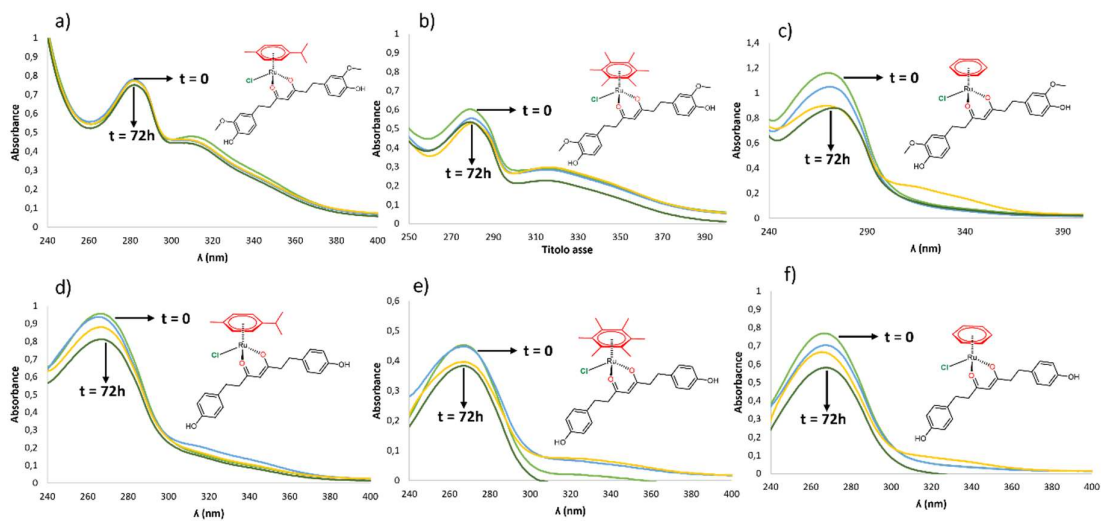 a)
Absorbance
1
0,9
0,8
0,7
0,6
0,5
0,4
0,3
0,2
0,1
0
240 260 280 300 320 340 360 380 400
λ (nm)
t = 0
t = 72h
Cl
Ru
O
O
O
OH
O
HO
b)
Absorbance
1
0,9
0,8
0,7
0,6
0,5
0,4
0,3
0,2
0,1
0
250 270 290 310 330 350 370 390
Titolo asse
t = 0
t = 72h
Cl
Ru
O
O
O
OH
O
HO
c)
Absorbance
1,4
1,2
1
0,8
0,6
0,4
0,2
0
240 290 340 390
λ (nm)
t = 0
t = 72h
Cl
Ru
O
O
O
OH
O
HO
d)
Absorbance
1
0,9
0,8
0,7
0,6
0,5
0,4
0,3
0,2
0,1
0
240 260 280 300 320 340 360 380 400
λ (nm)
t = 0
t = 72h
Cl
Ru
O
O
OH
HO
e)
Absorbance
0,6
0,5
0,4
0,3
0,2
0,1
0
240 260 280 300 320 340 360 380 400
λ (nm)
t = 0
t = 72h
Cl
Ru
O
O
OH
HO
f)
Absorbance
1
0,9
0,8
0,7
0,6
0,5
0,4
0,3
0,2
0,1
0
240 260 280 300 320 340 360 380 400
λ (nm)
t = 0
t = 72h
Cl
Ru
O
O
OH
HO